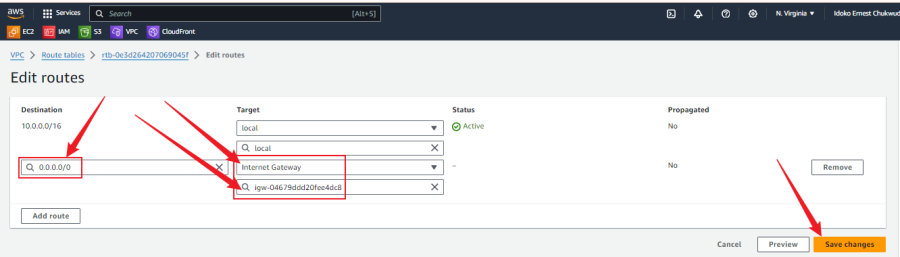 aws Services Search [Alt+S] N. Virginia Idoko Ernest Chukwud
EC2 IAM S3 VPC CloudFront
VPC > Route tables > rtb-0e3d264207069045f > Edit routes
Edit routes
Destination Target Status Propagated
10.0.0.0/16 local Active No
local
0.0.0.0/0 Internet Gateway – No Remove
igw-04679ddd20fee4dc8
Add route
Cancel Preview Save changes